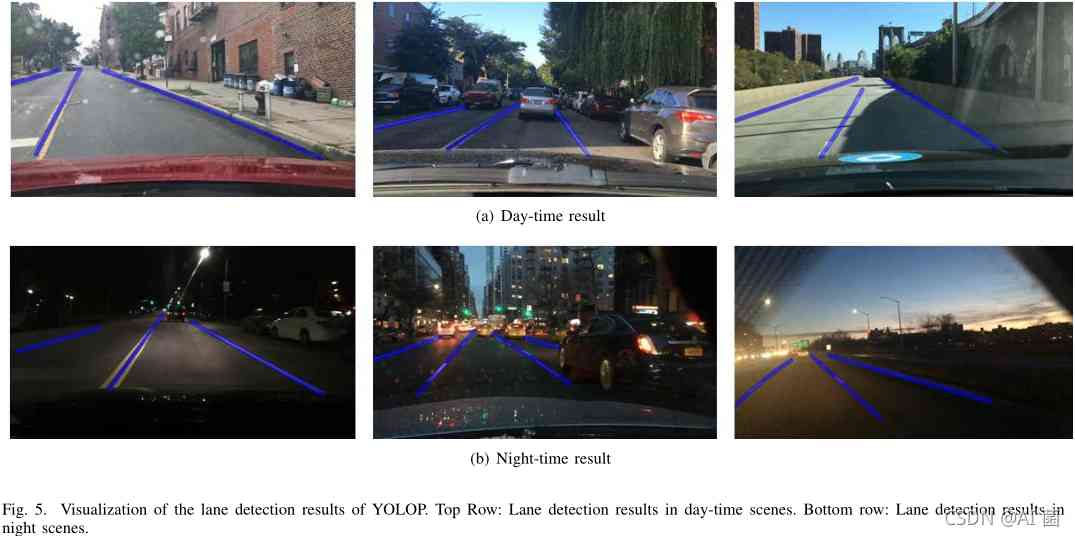 (a) Day-time result
(b) Night-time result
Fig. 5. Visualization of the lane detection results of YOLOP. Top Row: Lane detection results in day-time scenes. Bottom row: Lane detection results in
night scenes.
CSDN @AI 菌